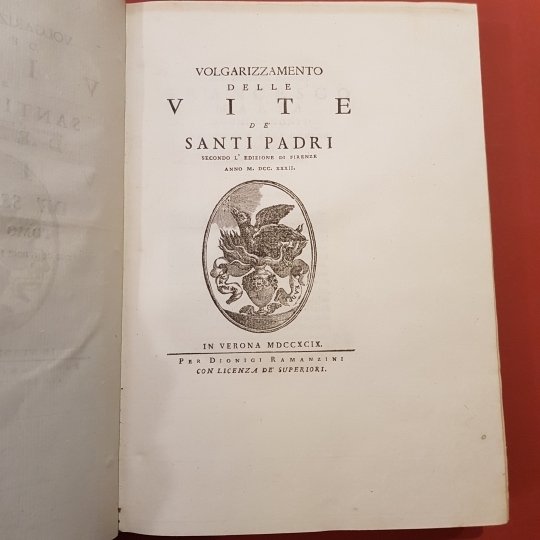 VOLGARIZZAMENTO
DELLE
VITE
DE'
SANTI PADRI
SECONDO L' EDIZIONE DI FIRENZE
ANNO M. DCC. XXXII.
IN VERONA MDCCXCIX.
PER DIONIGI RAMANZINI
CON LICENZA DE' SUPERIORI.